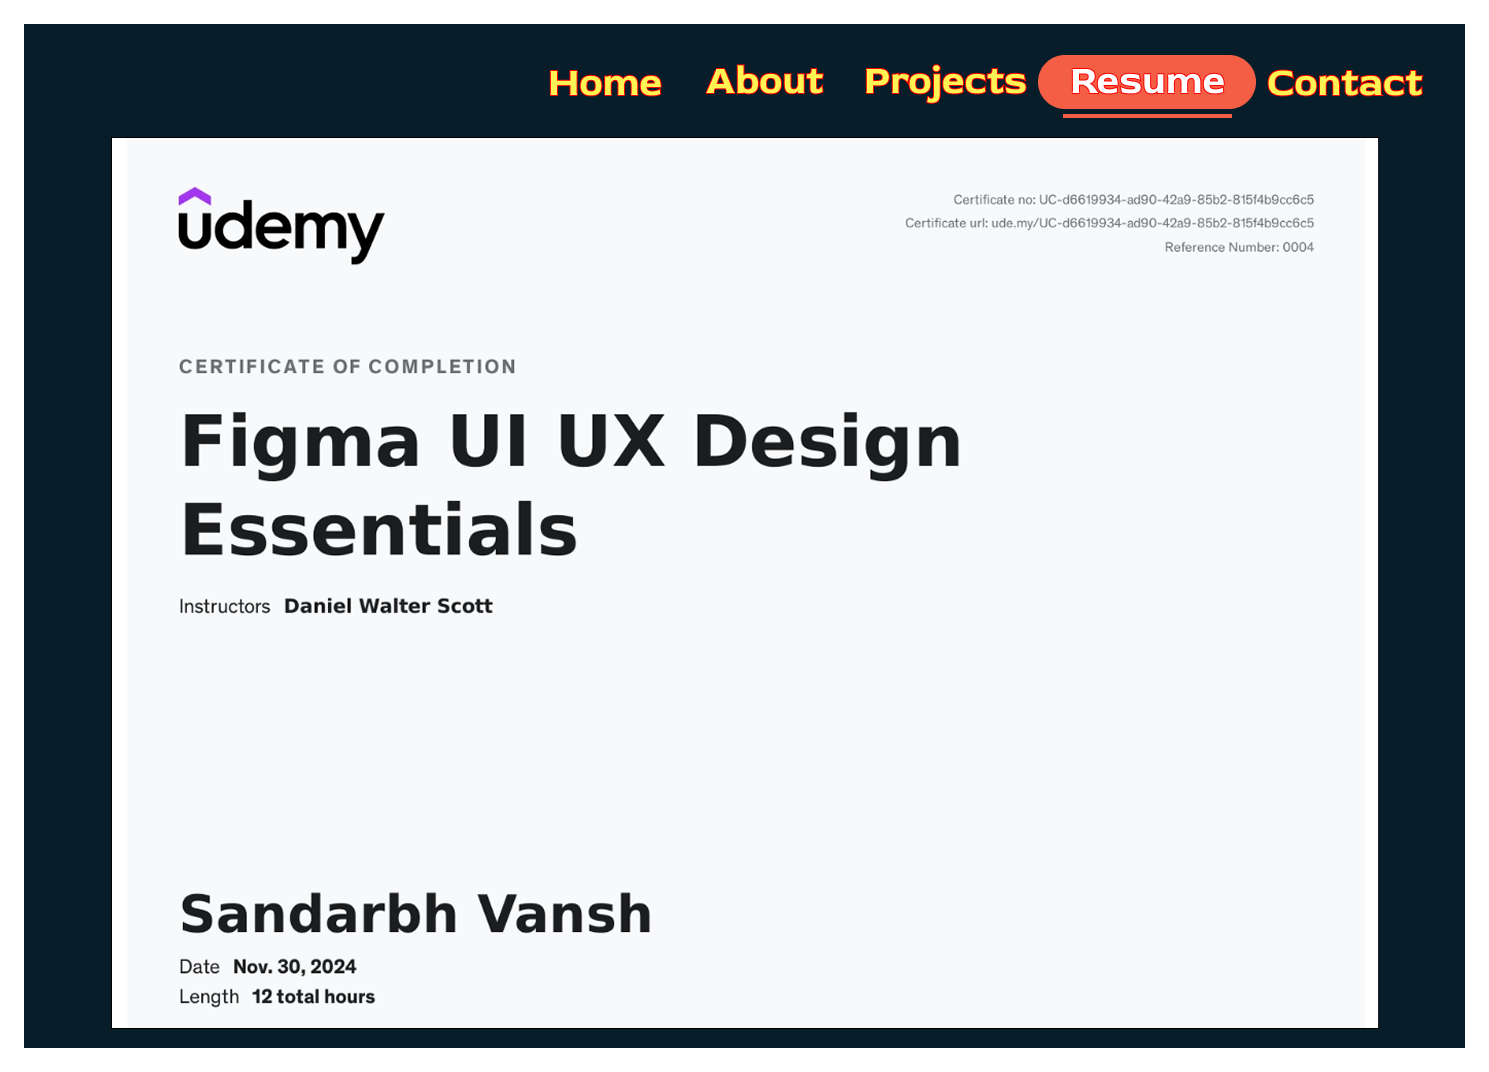 Home About Projects Resume Contact
udemy
Certificate no: UC-d6619934-ad90-42a9-85b2-815f4b9cc6c5
Certificate url: ude.my/UC-d6619934-ad90-42a9-85b2-815f4b9cc6c5
Reference Number: 0004
CERTIFICATE OF COMPLETION
Figma UI UX Design
Essentials
Instructors Daniel Walter Scott
Sandarbh Vansh
Date Nov. 30, 2024
Length 12 total hours